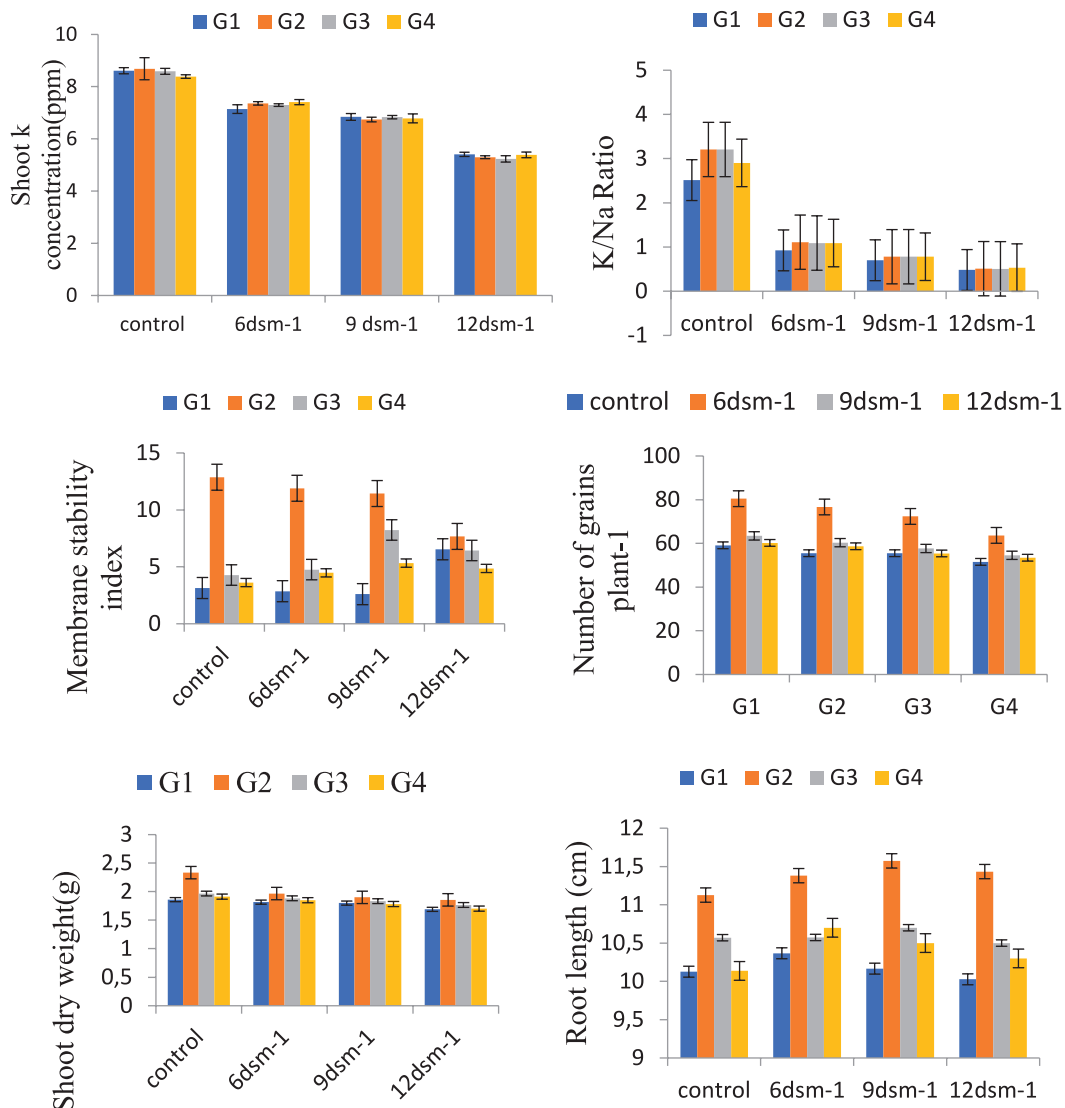 G1 G2 G3 G4
Shoot k
concentration(ppm)
10
8
6
4
2
0
control 6dsm-1 9 dsm-1 12dsm-1
G1 G2 G3 G4
K/Na Ratio
5
4
3
2
1
0
-1
control 6dsm-1 9dsm-1 12dsm-1
G1 G2 G3 G4
Membrane stability
index
15
10
5
0
control 6dsm-1 9dsm-1 12dsm-1
control 6dsm-1 9dsm-1 12dsm-1
Number of grains
plant-1
100
80
60
40
20
0
G1 G2 G3 G4
G1 G2 G3 G4
Shoot dry weight(g)
3
2,5
2
1,5
1
0,5
0
control 6dsm-1 9dsm-1 12dsm-1
G1 G2 G3 G4
Root length (cm)
12
11,5
11
10,5
10
9,5
9
control 6dsm-1 9dsm-1 12dsm-1